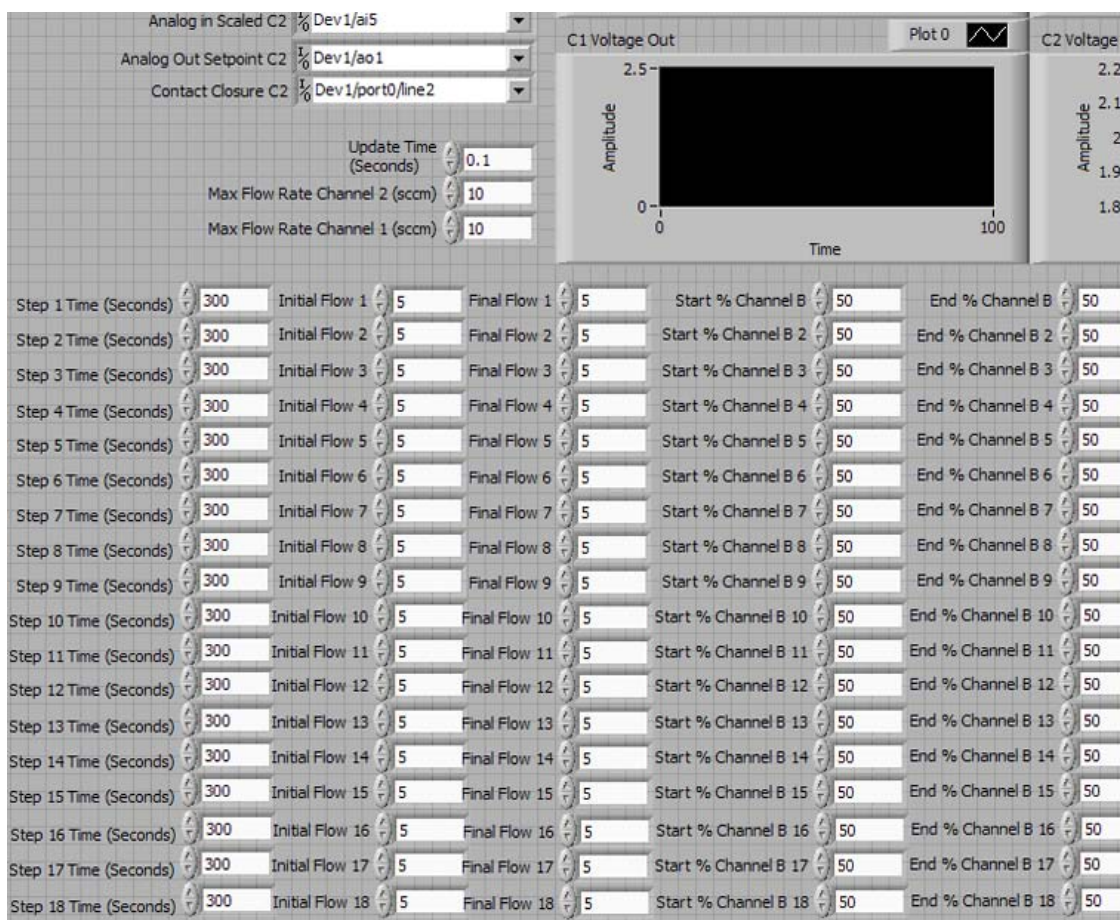 Analog in Scaled C2 Dev1/ai5
Analog Out Setpoint C2 Dev1/ao1
Contact Closure C2 Dev1/port0/line2
Update Time
(Seconds) 0.1
Max Flow Rate Channel 2 (sccm) 10
Max Flow Rate Channel 1 (sccm) 10
C1 Voltage Out Plot 0
2.5
Amplitude
0
0 100
Time
C2 Voltage
2.2
2.1
Amplitude
2
1.9
1.8
Step 1 Time (Seconds) 300 Initial Flow 1 5 Final Flow 1 5 Start % Channel B 50 End % Channel B 50
Step 2 Time (Seconds) 300 Initial Flow 2 5 Final Flow 2 5 Start % Channel B 2 50 End % Channel B 2 50
Step 3 Time (Seconds) 300 Initial Flow 3 5 Final Flow 3 5 Start % Channel B 3 50 End % Channel B 3 50
Step 4 Time (Seconds) 300 Initial Flow 4 5 Final Flow 4 5 Start % Channel B 4 50 End % Channel B 4 50
Step 5 Time (Seconds) 300 Initial Flow 5 5 Final Flow 5 5 Start % Channel B 5 50 End % Channel B 5 50
Step 6 Time (Seconds) 300 Initial Flow 6 5 Final Flow 6 5 Start % Channel B 6 50 End % Channel B 6 50
Step 7 Time (Seconds) 300 Initial Flow 7 5 Final Flow 7 5 Start % Channel B 7 50 End % Channel B 7 50
Step 8 Time (Seconds) 300 Initial Flow 8 5 Final Flow 8 5 Start % Channel B 8 50 End % Channel B 8 50
Step 9 Time (Seconds) 300 Initial Flow 9 5 Final Flow 9 5 Start % Channel B 9 50 End % Channel B 9 50
Step 10 Time (Seconds) 300 Initial Flow 10 5 Final Flow 10 5 Start % Channel B 10 50 End % Channel B 10 50
Step 11 Time (Seconds) 300 Initial Flow 11 5 Final Flow 11 5 Start % Channel B 11 50 End % Channel B 11 50
Step 12 Time (Seconds) 300 Initial Flow 12 5 Final Flow 12 5 Start % Channel B 12 50 End % Channel B 12 50
Step 13 Time (Seconds) 300 Initial Flow 13 5 Final Flow 13 5 Start % Channel B 13 50 End % Channel B 13 50
Step 14 Time (Seconds) 300 Initial Flow 14 5 Final Flow 14 5 Start % Channel B 14 50 End % Channel B 14 50
Step 15 Time (Seconds) 300 Initial Flow 15 5 Final Flow 15 5 Start % Channel B 15 50 End % Channel B 15 50
Step 16 Time (Seconds) 300 Initial Flow 16 5 Final Flow 16 5 Start % Channel B 16 50 End % Channel B 16 50
Step 17 Time (Seconds) 300 Initial Flow 17 5 Final Flow 17 5 Start % Channel B 17 50 End % Channel B 17 50
Step 18 Time (Seconds) 300 Initial Flow 18 5 Final Flow 18 5 Start % Channel B 18 50 End % Channel B 18 50